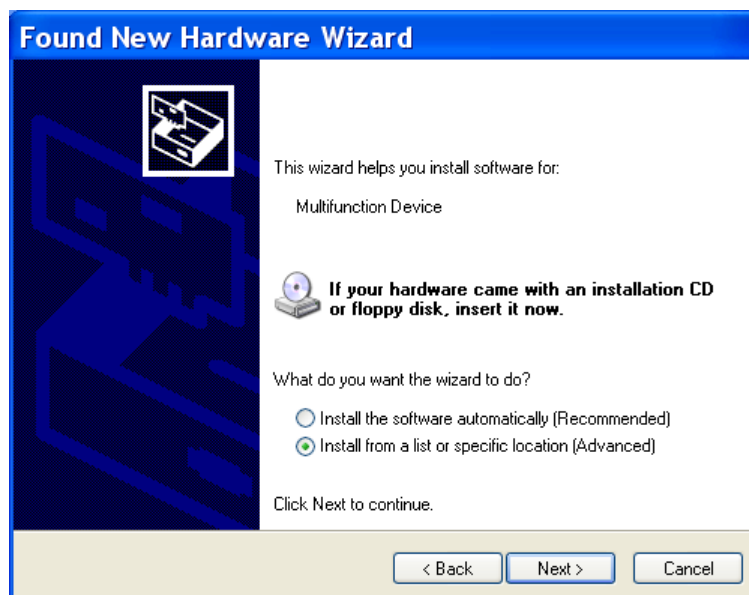 Found New Hardware Wizard
This wizard helps you install software for:
Multifunction Device
If your hardware came with an installation CD
or floppy disk, insert it now.
What do you want the wizard to do?
Install the software automatically (Recommended)
Install from a list or specific location (Advanced)
Click Next to continue.
< Back
Next >
Cancel